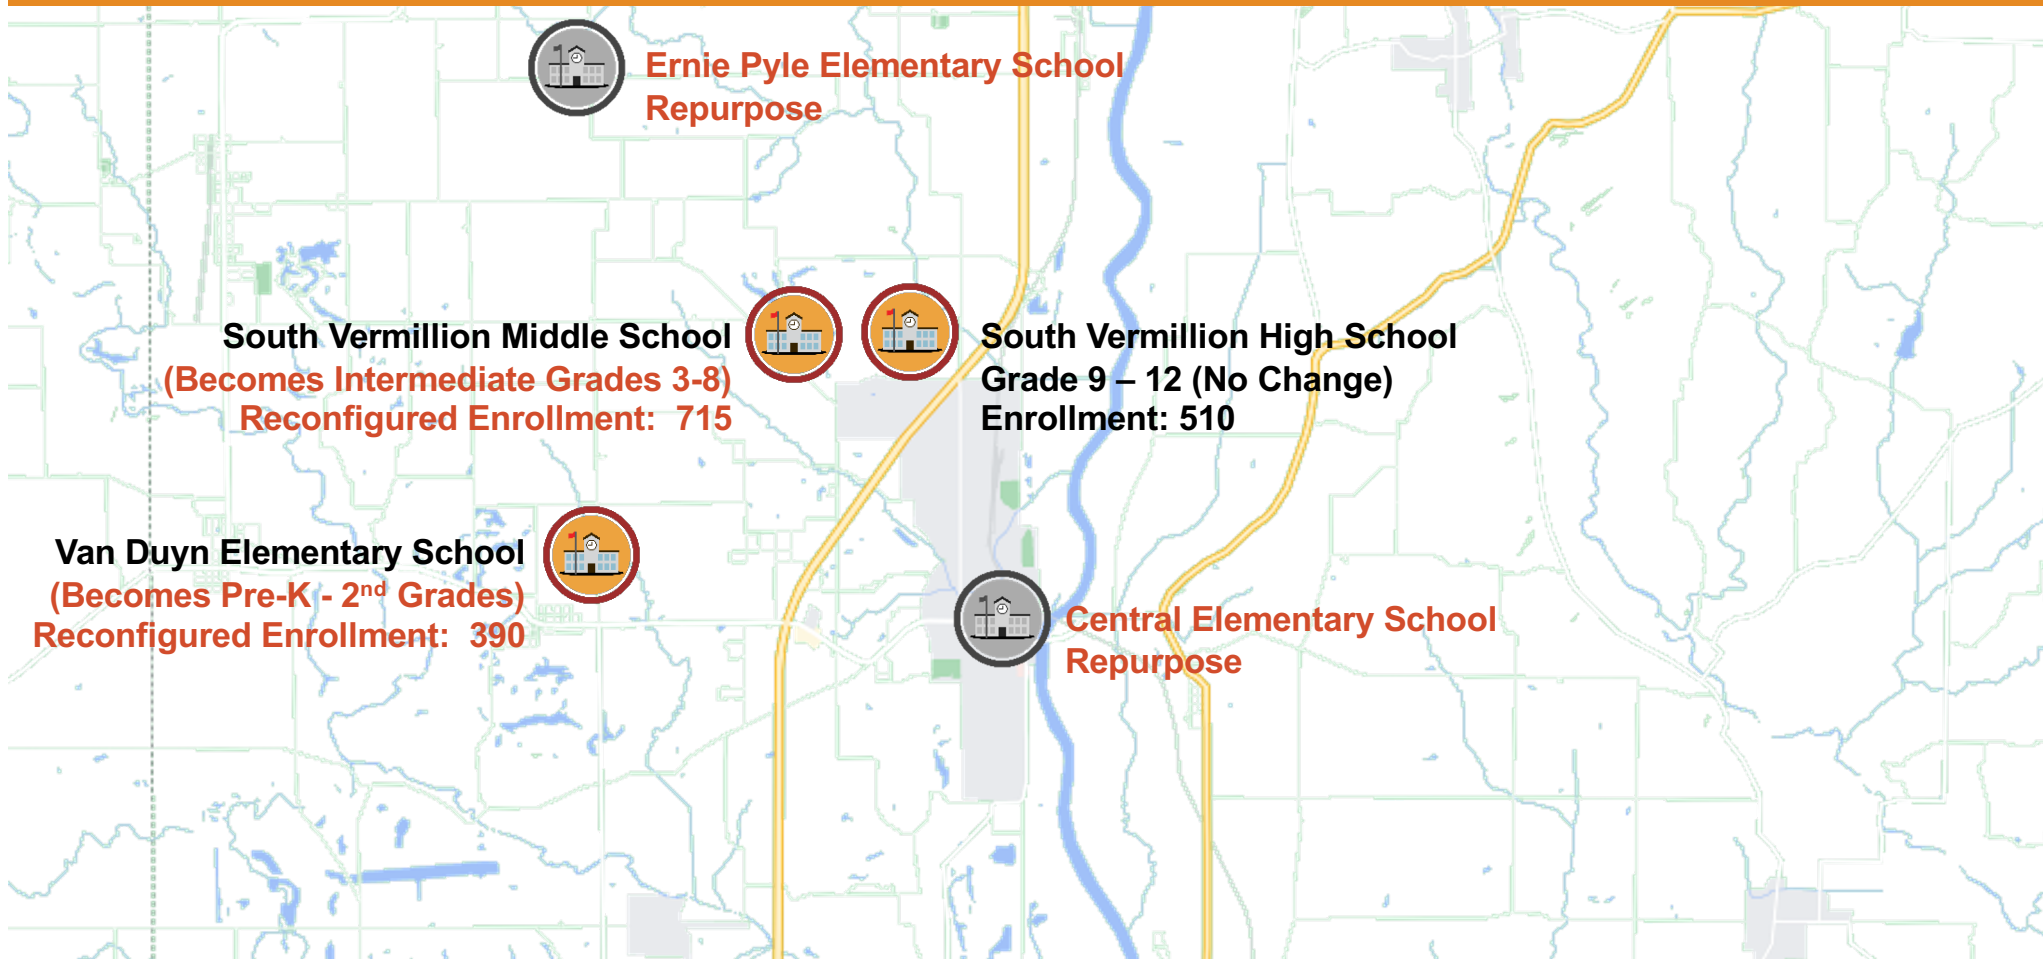 Ernie Pyle Elementary School
Repurpose
South Vermillion Middle School
(Becomes Intermediate Grades 3-8)
Reconfigured Enrollment:  715
South Vermillion High School
Grade 9 – 12 (No Change)
Enrollment: 510
Van Duyn Elementary School
(Becomes Pre-K - 2nd Grades)
Reconfigured Enrollment:  390
Central Elementary School
Repurpose